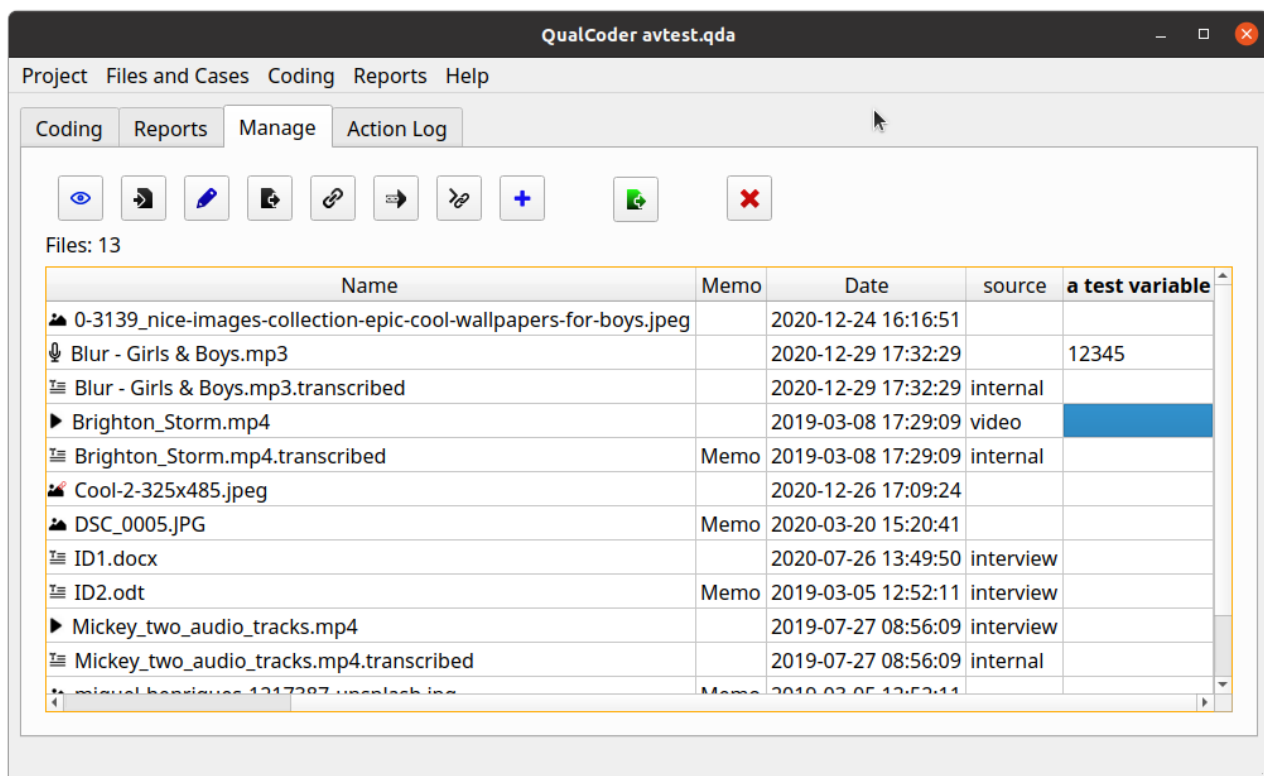 QualCoder avtest.qda
Project Files and Cases Coding Reports Help
Coding Reports Manage Action Log
Files: 13
Name Memo Date source a test variable
0-3139_nice-images-collection-epic-cool-wallpapers-for-boys.jpeg 2020-12-24 16:16:51
Blur - Girls & Boys.mp3 2020-12-29 17:32:29 12345
Blur - Girls & Boys.mp3.transcribed 2020-12-29 17:32:29 internal
Brighton_Storm.mp4 2019-03-08 17:29:09 video
Brighton_Storm.mp4.transcribed Memo 2019-03-08 17:29:09 internal
Cool-2-325x485.jpeg 2020-12-26 17:09:24
DSC_0005.JPG Memo 2020-03-20 15:20:41
ID1.docx 2020-07-26 13:49:50 interview
ID2.odt Memo 2019-03-05 12:52:11 interview
Mickey_two_audio_tracks.mp4 2019-07-27 08:56:09 interview
Mickey_two_audio_tracks.mp4.transcribed 2019-07-27 08:56:09 internal
Memo